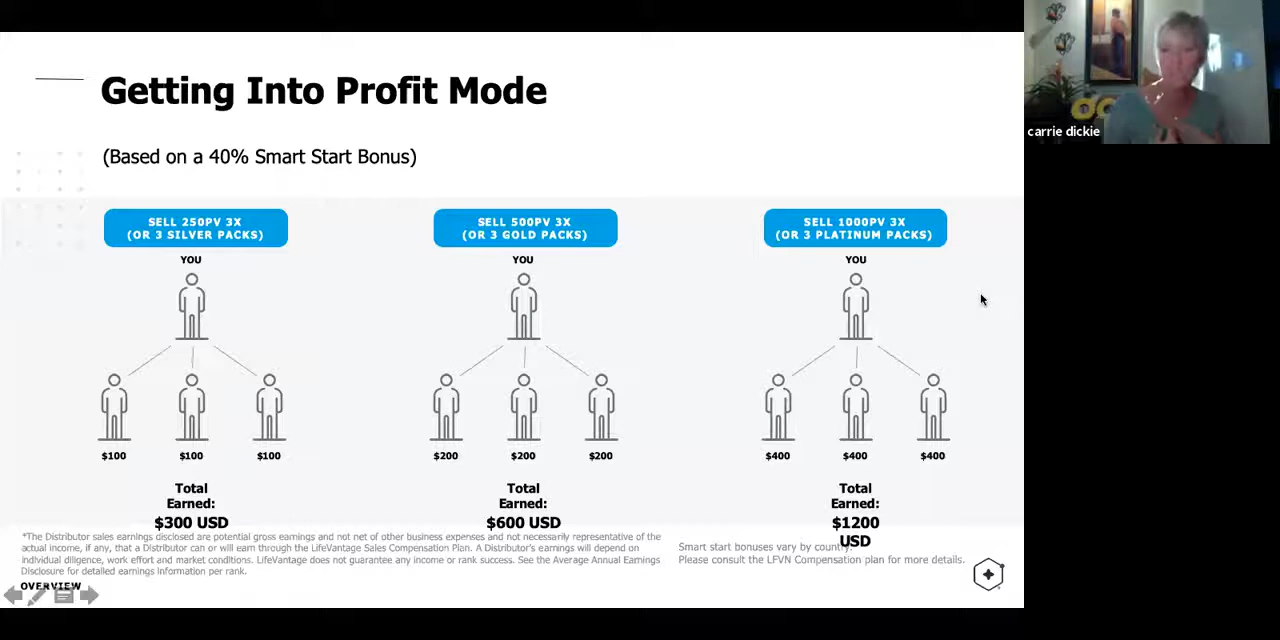 Getting Into Profit Mode
(Based on a 40% Smart Start Bonus)
SELL 250PV 3X
(OR 3 SILVER PACKS)
YOU
$100 $100 $100
Total
Earned:
$300 USD
SELL 500PV 3X
(OR 3 GOLD PACKS)
YOU
$200 $200 $200
Total
Earned:
$600 USD
SELL 1000PV 3X
(OR 3 PLATINUM PACKS)
YOU
$400 $400 $400
Total
Earned:
$1200
USD
*The Distributor sales earnings disclosed are potential gross earnings and not net of other business expenses and not necessarily representative of the
actual income, if any, that a Distributor can or will earn through the LifeVantage Sales Compensation Plan. A Distributor's earnings will depend on
individual diligence, work effort and market conditions. LifeVantage does not guarantee any income or rank success. See the Average Annual Earnings
Disclosure for detailed earnings information per rank.
Smart start bonuses vary by country.
Please consult the LFVN Compensation plan for more details.
OVERVIEW
carrie dickie